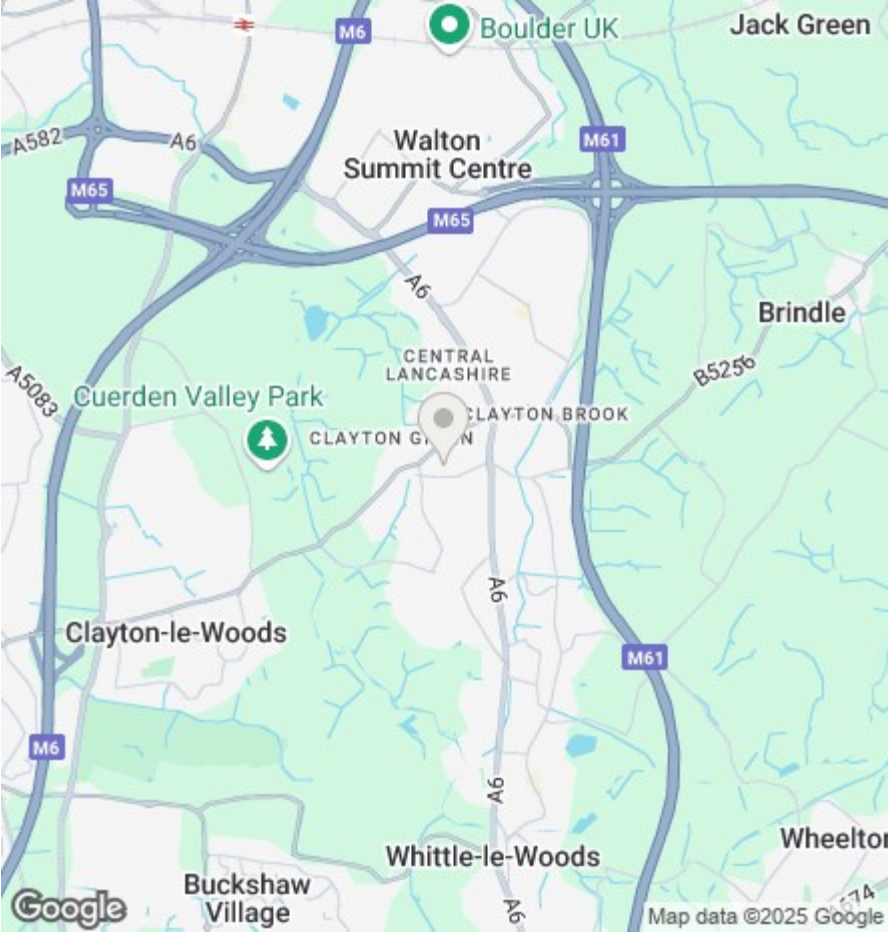 M6
Boulder UK
Jack Green
A582
A6
Walton
Summit Centre
M61
M65
M65
A6
Brindle
CENTRAL
LANCASHIRE
B5256
A5083
Cuerden Valley Park
CLAYTON BROOK
CLAYTON G N
A6
Clayton-le-Woods
M61
M6
A6
Wheelton
Whittle-le-Woods
Buckshaw
Village
A6
A674
Google
Map data ©2025 Google